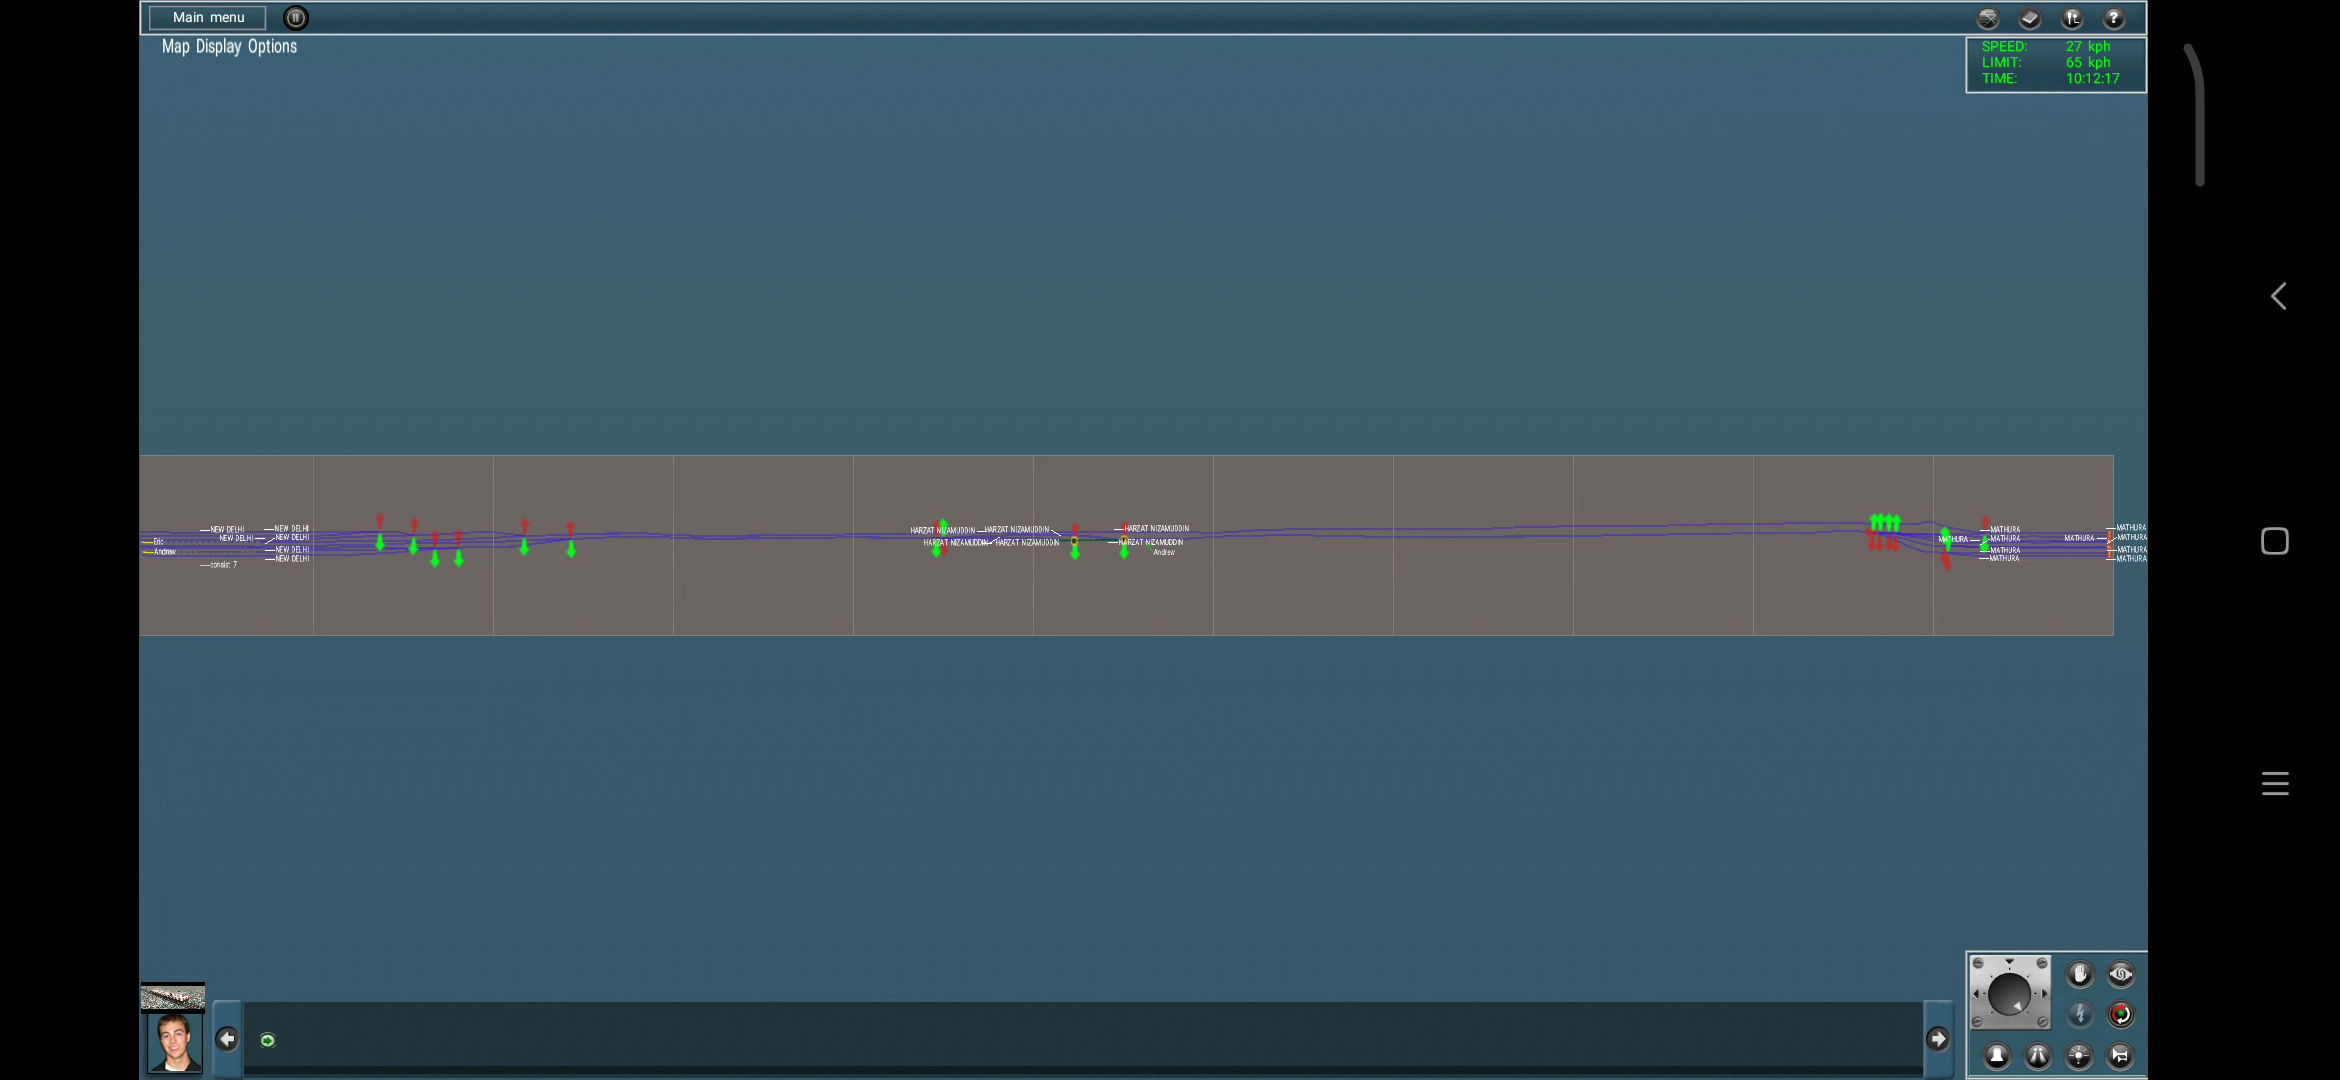 Main menu
Map Display Options
SPEED: 27 kph
LIMIT: 65 kph
TIME: 10:12:17
NEW DELHI
NEW DELHI
NEW DELHI
NEW DELHI
Eric
NEW DELHI
Andrew
NEW DELHI
consist 7
HARZAT NIZAMUDDIN
HARZAT NIZAMUDDIN
HARZAT NIZAMUDDIN
HARZAT NIZAMUDDIN
HARZAT NIZAMUDDIN
HARZAT NIZAMUDDIN
Andrew
MATHURA
MATHURA
MATHURA
MATHURA
MATHURA
MATHURA
MATHURA
MATHURA
MATHURA
MATHURA